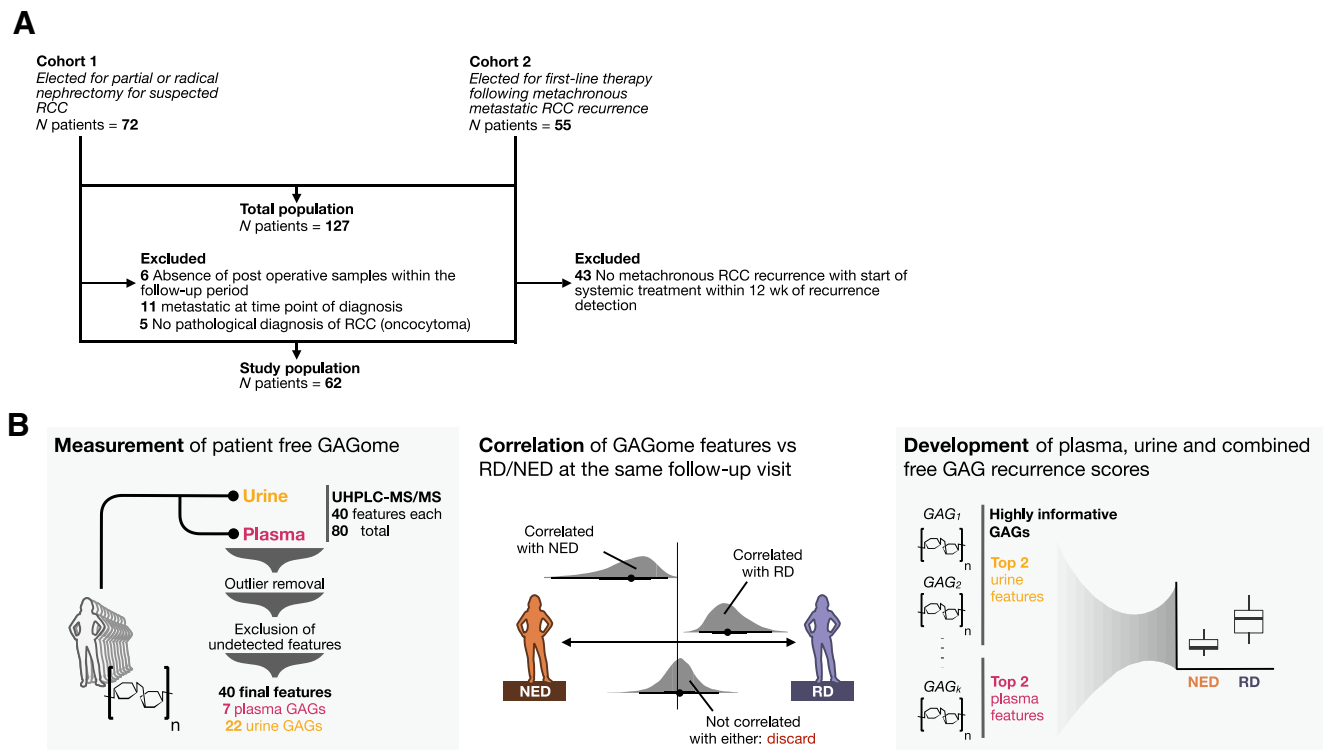 A
Cohort 1
Elected for partial or radical
nephrectomy for suspected
RCC
N patients = 72
Cohort 2
Elected for first-line therapy
following metachronous
metastatic RCC recurrence
N patients = 55
Total population
N patients = 127
Excluded
6 Absence of post operative samples within the
follow-up period
11 metastatic at time point of diagnosis
5 No pathological diagnosis of RCC (oncocytoma)
Excluded
43 No metachronous RCC recurrence with start of
systemic treatment within 12 wk of recurrence
detection
Study population
N patients = 62
B
Measurement of patient free GAGome
Urine
Plasma
UHPLC-MS/MS
40 features each
80 total
Outlier removal
Exclusion of
undetected features
40 final features
7 plasma GAGs
22 urine GAGs
n
Correlation of GAGome features vs
RD/NED at the same follow-up visit
Correlated
with NED
Correlated
with RD
NED
RD
Not correlated
with either: discard
Development of plasma, urine and combined
free GAG recurrence scores
GAG1
n
GAG2
n
GAGk
n
Highly informative
GAGs
Top 2
urine
features
Top 2
plasma
features
NED
RD